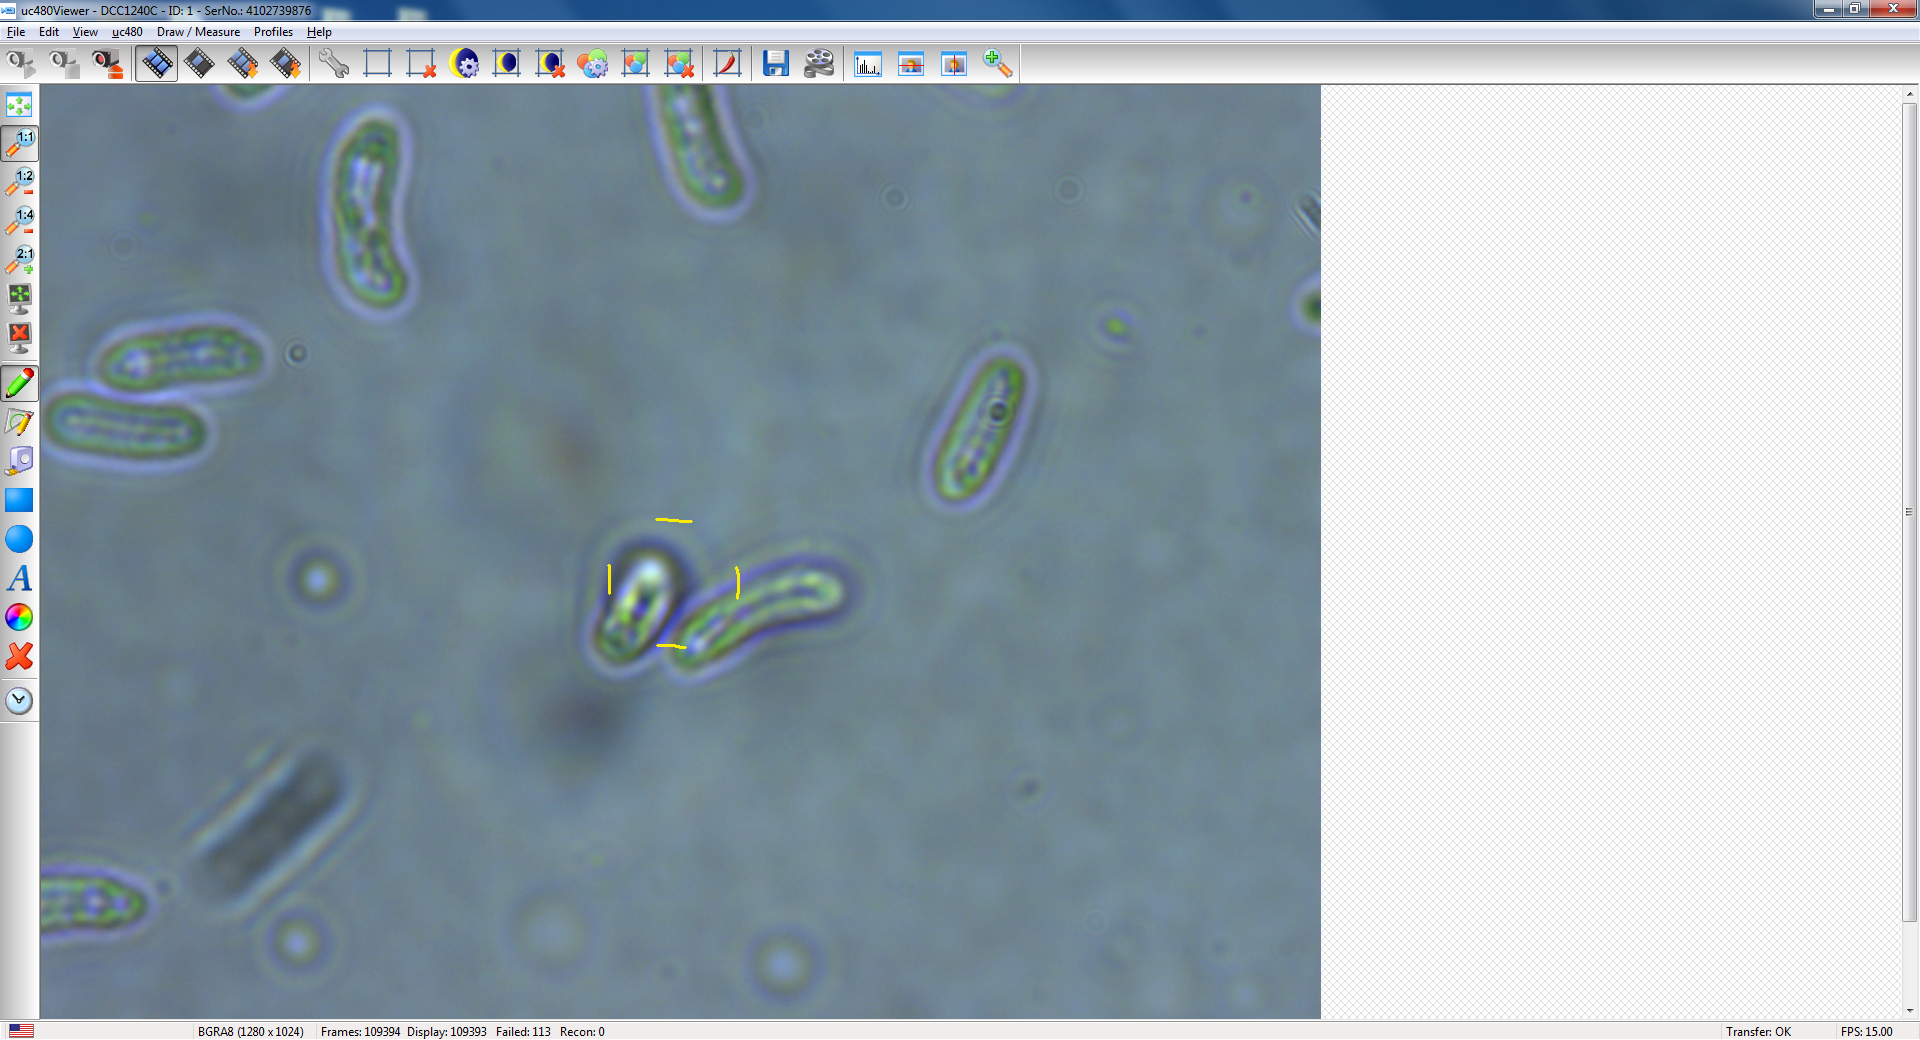 uc480Viewer - DCC1240C - ID: 1 - SerNo.: 4102739876
File Edit View uc480 Draw / Measure Profiles Help
1:1
1:2
1:4
2:1
A
BGRA8 (1280 x 1024) Frames: 109394 Display: 109393 Failed: 113 Recon: 0 Transfer: OK FPS: 15.00